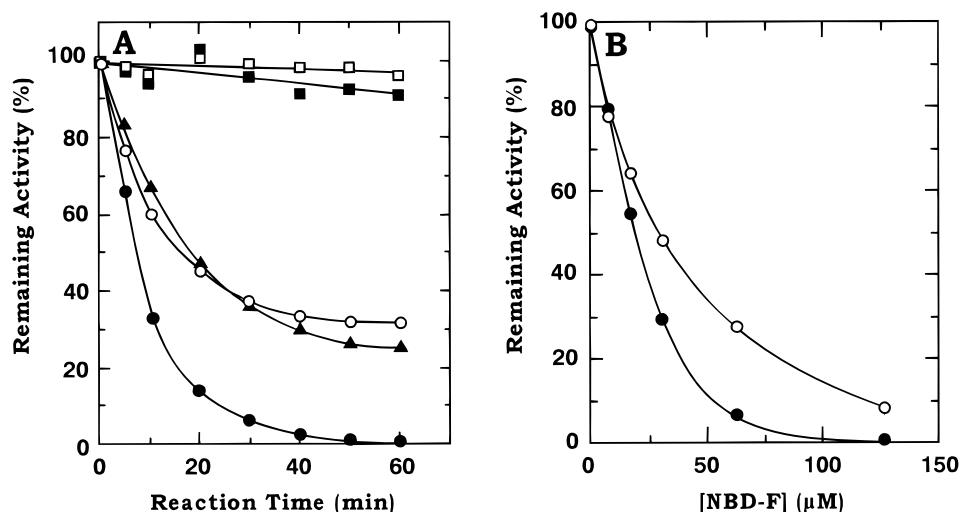 A
Remaining Activity (%)
100
80
60
40
20
0
0 20 40 60
Reaction Time (min)
B
Remaining Activity (%)
100
80
60
40
20
0
0 50 100 150
[NBD-F] (μM)